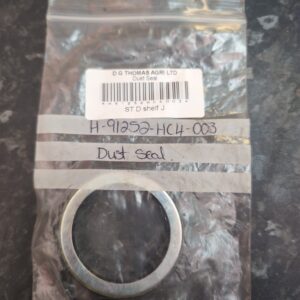 D G THOMAS AGRI LTD
Dust Seal
ST D shelf J
H-91252-HC4-003
Dust Seal